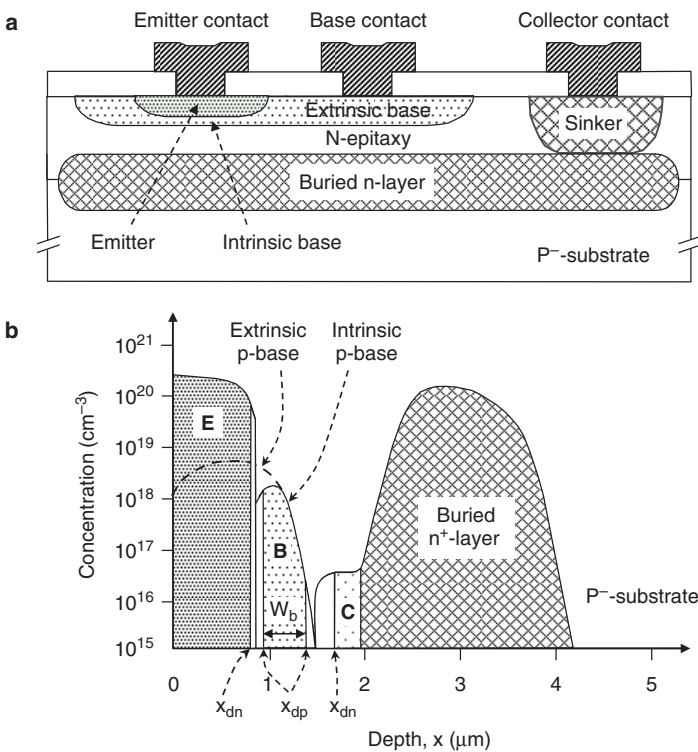 a
Emitter contact Base contact Collector contact
Extrinsic base
Sinker
N-epitaxy
Buried n-layer
Emitter Intrinsic base
P⁻-substrate
b
Extrinsic p-base
Intrinsic p-base
Concentration (cm⁻³)
10²¹
10²⁰
10¹⁹
10¹⁸
10¹⁷
10¹⁶
10¹⁵
E
B
W_b
C
Buried
n⁺-layer
P⁻-substrate
0 1 2 3 4 5
x_dn x_dp x_dn
Depth, x (μm)